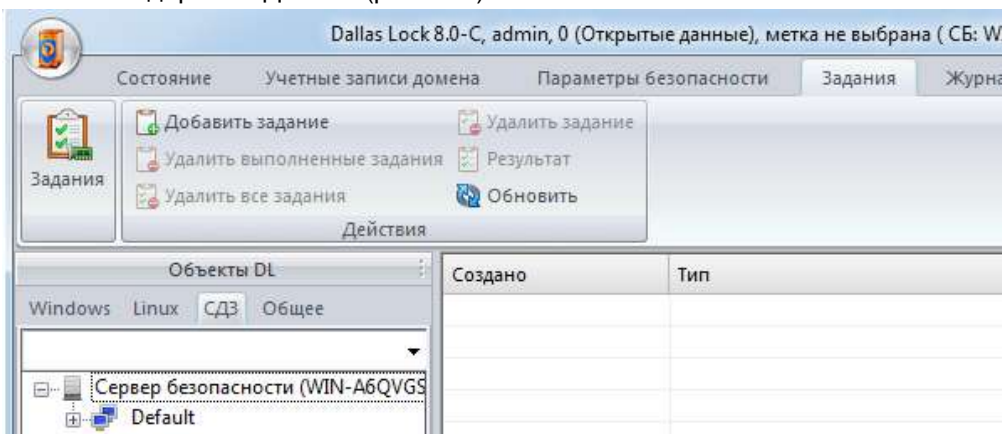 Dallas Lock 8.0-C, admin, 0 (Открытые данные), метка не выбрана ( СБ: W
Состояние Учетные записи домена Параметры безопасности Задания Журна
Добавить задание Удалить задание
Удалить выполненные задания Результат
Задания
Удалить все задания Обновить
Действия
Объекты DL Создано Тип
Windows Linux СДЗ Общее
Сервер безопасности (WIN-A6QVGS
Default